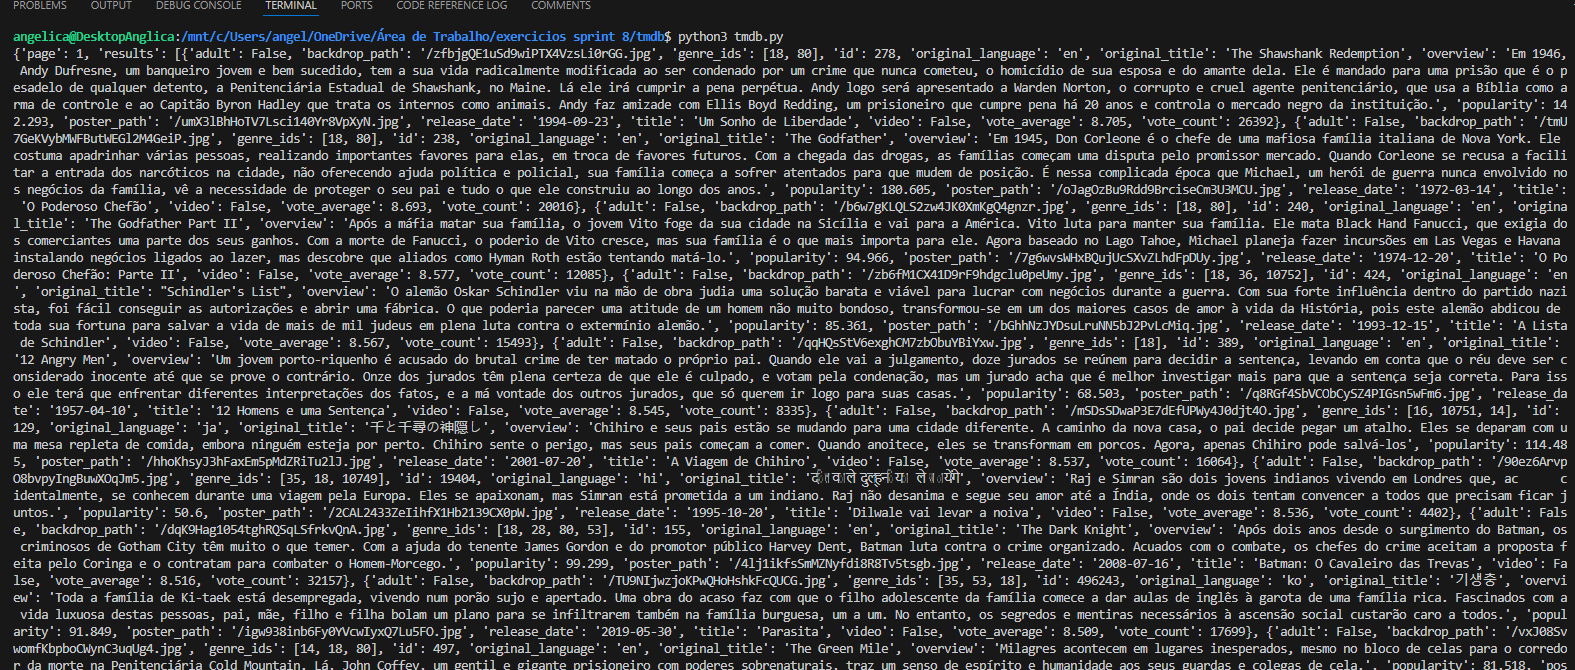 PROBLEMS OUTPUT DEBUG CONSOLE TERMINAL PORTS CODE REFERENCE LOG COMMENTS
angelica@DesktopAnglica:/mnt/c/Users/angel/OneDrive/Área de Trabalho/exercicios sprint 8/tmdb$ python3 tmdb.py
{'page': 1, 'results': [{'adult': False, 'backdrop_path': '/zfbjgQE1uSd9wiPTX4VzsLi0rGG.jpg', 'genre_ids': [18, 80], 'id': 278, 'original_language': 'en', 'original_title': 'The Shawshank Redemption', 'overview': 'Em 1946,
Andy Dufresne, um banqueiro jovem e bem sucedido, tem a sua vida radicalmente modificada ao ser condenado por um crime que nunca cometeu, o homicídio de sua esposa e do amante dela. Ele é mandado para uma prisão que é o p
esadelo de qualquer detento, a Penitenciária Estadual de Shawshank, no Maine. Lá ele irá cumprir a pena perpétua. Andy logo será apresentado a Warden Norton, o corrupto e cruel agente penitenciário, que usa a Bíblia como a
rma de controle e ao Capitão Byron Hadley que trata os internos como animais. Andy faz amizade com Ellis Boyd Redding, um prisioneiro que cumpre pena há 20 anos e controla o mercado negro da instituição.', 'popularity': 14
2.293, 'poster_path': '/umX3lBhHoTV7Lsci140Yr8VpXyN.jpg', 'release_date': '1994-09-23', 'title': 'Um Sonho de Liberdade', 'video': False, 'vote_average': 8.705, 'vote_count': 26392}, {'adult': False, 'backdrop_path': '/tmU
7GeKVybMWFButWEGl2M4GeiP.jpg', 'genre_ids': [18, 80], 'id': 238, 'original_language': 'en', 'original_title': 'The Godfather', 'overview': 'Em 1945, Don Corleone é o chefe de uma mafiosa família italiana de Nova York. Ele
costuma apadrinhar várias pessoas, realizando importantes favores para elas, em troca de favores futuros. Com a chegada das drogas, as famílias começam uma disputa pelo promissor mercado. Quando Corleone se recusa a facili
tar a entrada dos narcóticos na cidade, não oferecendo ajuda política e policial, sua família começa a sofrer atentados para que mudem de posição. É nessa complicada época que Michael, um herói de guerra nunca envolvido no
s negócios da família, vê a necessidade de proteger o seu pai e tudo o que ele construiu ao longo dos anos.', 'popularity': 180.605, 'poster_path': '/oJagOzBu9Rdd9BrciseCm3U3MCU.jpg', 'release_date': '1972-03-14', 'title':
'O Poderoso Chefão', 'video': False, 'vote_average': 8.693, 'vote_count': 20016}, {'adult': False, 'backdrop_path': '/b6w7gKLQLS2zw4JK0XmKgQ4gnzr.jpg', 'genre_ids': [18, 80], 'id': 240, 'original_language': 'en', 'origina
l_title': 'The Godfather Part II', 'overview': 'Após a máfia matar sua família, o jovem Vito foge da sua cidade na Sicília e vai para a América. Vito luta para manter sua família. Ele mata Black Hand Fanucci, que exigia do
s comerciantes uma parte dos seus ganhos. Com a morte de Fanucci, o poderio de Vito cresce, mas sua família é o que mais importa para ele. Agora baseado no Lago Tahoe, Michael planeja fazer incursões em Las Vegas e Havana
instalando negócios ligados ao lazer, mas descobre que aliados como Hyman Roth estão tentando matá-lo.', 'popularity': 94.966, 'poster_path': '/7g6wvsWHxBQujUcSXvZLhdFpDUy.jpg', 'release_date': '1974-12-20', 'title': 'O Po
deroso Chefão: Parte II', 'video': False, 'vote_average': 8.577, 'vote_count': 12085}, {'adult': False, 'backdrop_path': '/zb6fM1CX41D9rF9hdgclu0peUmy.jpg', 'genre_ids': [18, 36, 10752], 'id': 424, 'original_language': 'en
', 'original_title': "Schindler's List", 'overview': 'O alemão Oskar Schindler viu na mão de obra judia uma solução barata e viável para lucrar com negócios durante a guerra. Com sua forte influência dentro do partido nazi
sta, foi fácil conseguir as autorizações e abrir uma fábrica. O que poderia parecer uma atitude de um homem não muito bondoso, transformou-se em um dos maiores casos de amor à vida da História, pois este alemão abdicou de
toda sua fortuna para salvar a vida de mais de mil judeus em plena luta contra o extermínio alemão.', 'popularity': 85.361, 'poster_path': '/bGhhNzJYDsuLruNN5bJ2PvLcMiq.jpg', 'release_date': '1993-12-15', 'title': 'A Lista
de Schindler', 'video': False, 'vote_average': 8.567, 'vote_count': 15493}, {'adult': False, 'backdrop_path': '/qqHQsStV6exghCM7zbObuYBiYxw.jpg', 'genre_ids': [18], 'id': 389, 'original_language': 'en', 'original_title':
'12 Angry Men', 'overview': 'Um jovem porto-riquenho é acusado do brutal crime de ter matado o próprio pai. Quando ele vai a julgamento, doze jurados se reúnem para decidir a sentença, levando em conta que o réu deve ser c
onsiderado inocente até que se prove o contrário. Onze dos jurados têm plena certeza de que ele é culpado, e votam pela condenação, mas um jurado acha que é melhor investigar mais para que a sentença seja correta. Para iss
o ele terá que enfrentar diferentes interpretações dos fatos, e a má vontade dos outros jurados, que só querem ir logo para suas casas.', 'popularity': 68.503, 'poster_path': '/q8RGf4SbVCObCySZ4PIGsn5wFm6.jpg', 'release_da
te': '1957-04-10', 'title': '12 Homens e uma Sentença', 'video': False, 'vote_average': 8.545, 'vote_count': 8335}, {'adult': False, 'backdrop_path': '/mSDsSDwaP3E7dEfUPWy4J0djt4O.jpg', 'genre_ids': [16, 10751, 14], 'id':
129, 'original_language': 'ja', 'original_title': '千と千尋の神隠し', 'overview': 'Chihiro e seus pais estão se mudando para uma cidade diferente. A caminho da nova casa, o pai decide pegar um atalho. Eles se deparam com u
ma mesa repleta de comida, embora ninguém esteja por perto. Chihiro sente o perigo, mas seus pais começam a comer. Quando anoitece, eles se transformam em porcos. Agora, apenas Chihiro pode salvá-los', 'popularity': 114.48
5, 'poster_path': '/hhoKhsyJ3hFaxEm5pMdZRiTu2lJ.jpg', 'release_date': '2001-07-20', 'title': 'A Viagem de Chihiro', 'video': False, 'vote_average': 8.537, 'vote_count': 16064}, {'adult': False, 'backdrop_path': '/90ez6Arvp
O8bvpyIngBuwXOqJm5.jpg', 'genre_ids': [35, 18, 10749], 'id': 19404, 'original_language': 'hi', 'original_title': 'overview': 'Raj e Simran são dois jovens indianos vivendo em Londres que, ac c
identalmente, se conhecem durante uma viagem pela Europa. Eles se apaixonam, mas Simran está prometida a um indiano. Raj não desanima e segue seu amor até a Índia, onde os dois tentam convencer a todos que precisam ficar j
untos.', 'popularity': 50.6, 'poster_path': '/2CAL2433ZeIihfX1Hb2139CX0pW.jpg', 'release_date': '1995-10-20', 'title': 'Dilwale vai levar a noiva', 'video': False, 'vote_average': 8.536, 'vote_count': 4402}, {'adult': Fals
e, 'backdrop_path': '/dqK9Hag1054tghRQSqLSfrkvQnA.jpg', 'genre_ids': [18, 28, 80, 53], 'id': 155, 'original_language': 'en', 'original_title': 'The Dark Knight', 'overview': 'Após dois anos desde o surgimento do Batman, os
criminosos de Gotham City têm muito o que temer. Com a ajuda do tenente James Gordon e do promotor público Harvey Dent, Batman luta contra o crime organizado. Acuados com o combate, os chefes do crime aceitam a proposta f
eita pelo Coringa e o contratam para combater o Homem-Morcego.', 'popularity': 99.299, 'poster_path': '/4lj1ikfsSmMZNyfdi8R8Tv5tsgb.jpg', 'release_date': '2008-07-16', 'title': 'Batman: O Cavaleiro das Trevas', 'video': Fa
lse, 'vote_average': 8.516, 'vote_count': 32157}, {'adult': False, 'backdrop_path': '/TU9NIjwzjoKPwQHoHshkFcQUCG.jpg', 'genre_ids': [35, 53, 18], 'id': 496243, 'original_language': 'ko', 'original_title': '기생충', 'overvi
ew': 'Toda a família de Ki-taek está desempregada, vivendo num porão sujo e apertado. Uma obra do acaso faz com que o filho adolescente da família comece a dar aulas de inglês à garota de uma família rica. Fascinados com a
vida luxuosa destas pessoas, pai, mãe, filho e filha bolam um plano para se infiltrarem também na família burguesa, um a um. No entanto, os segredos e mentiras necessários à ascensão social custarão caro a todos.', 'popul
arity': 91.849, 'poster_path': '/igw938inb6Fy0YVcwIyxQ7Lu5FO.jpg', 'release_date': '2019-05-30', 'title': 'Parasita', 'video': False, 'vote_average': 8.509, 'vote_count': 17699}, {'adult': False, 'backdrop_path': '/vxJ08Sv
womfKbpboCWynC3uqUg4.jpg', 'genre_ids': [14, 18, 80], 'id': 497, 'original_language': 'en', 'original_title': 'The Green Mile', 'overview': 'Milagres acontecem em lugares inesperados, mesmo no bloco de celas para o corredo
r da morte na Penitenciária Cold Mountain. Lá, John Coffey, um gentil e gigante prisioneiro com poderes sobrenaturais, traz um senso de espírito e humanidade aos seus guardas e colegas de cela.', 'popularity': 81.518, 'pos